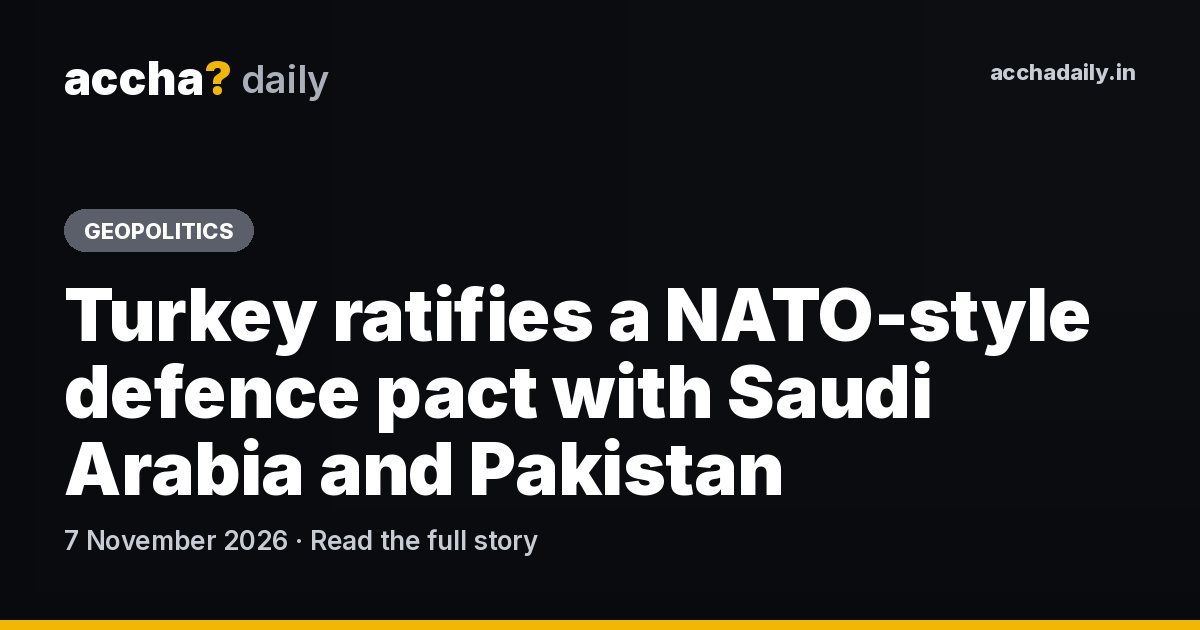 accha? daily
acchadaily.in
GEOPOLITICS
Turkey ratifies a NATO-style
defence pact with Saudi
Arabia and Pakistan
7 November 2026 · Read the full story